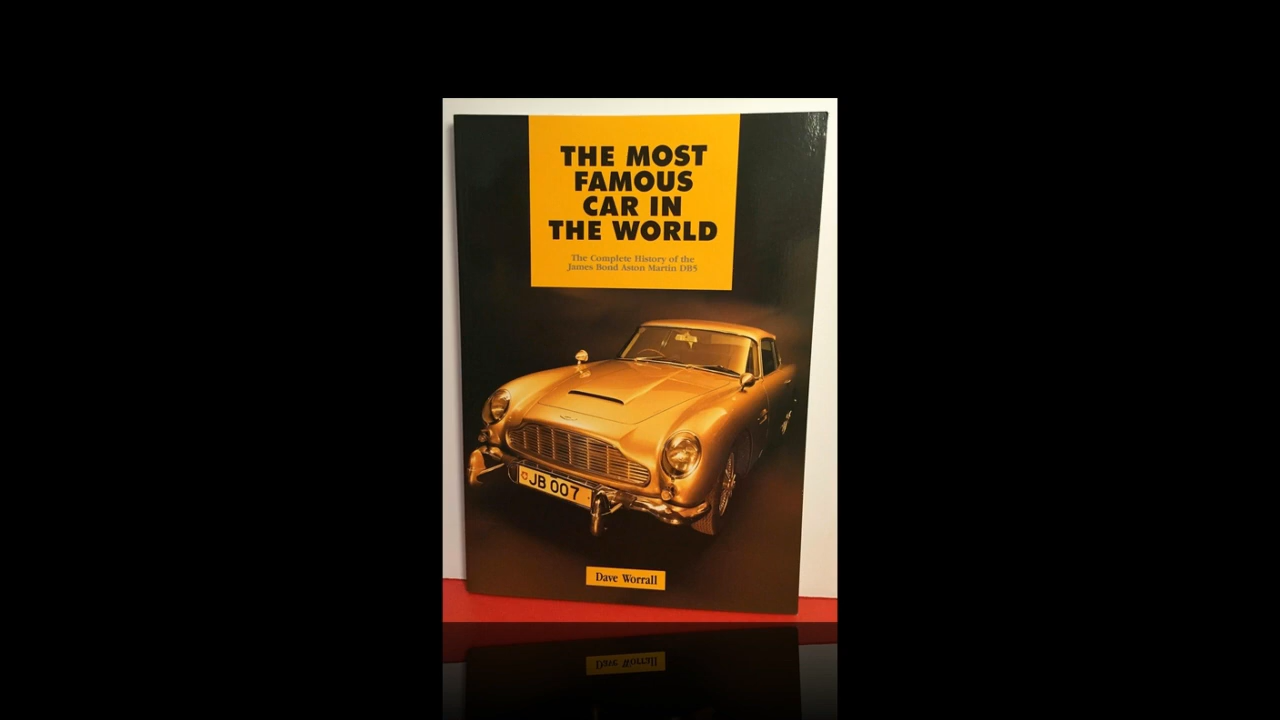 THE MOST
FAMOUS
CAR IN
THE WORLD
The Complete History of the
James Bond Aston Martin DB5
JB 007
Dave Worrall